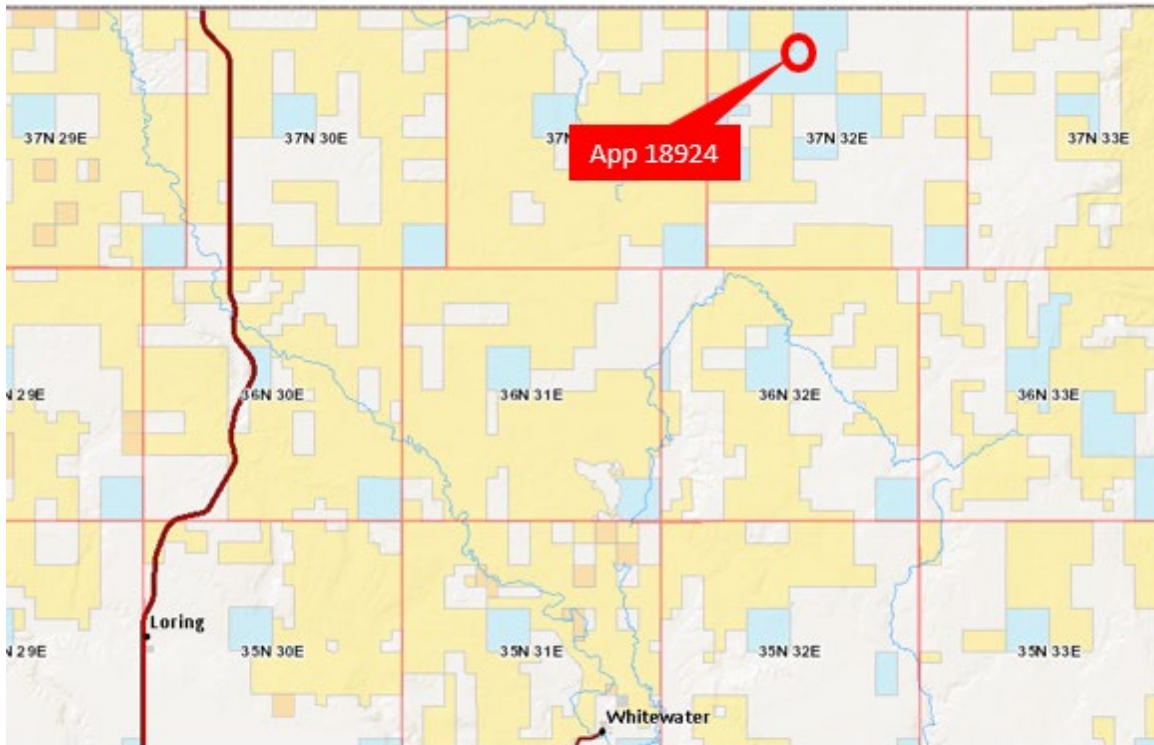 37N 29E
37N 30E
37N
37N 32E
37N 33E
App 18924
N 29E
36N 30E
36N 31E
36N 32E
36N 33E
Loring
N 29E
35N 30E
35N 31E
35N 32E
35N 33E
Whitewater